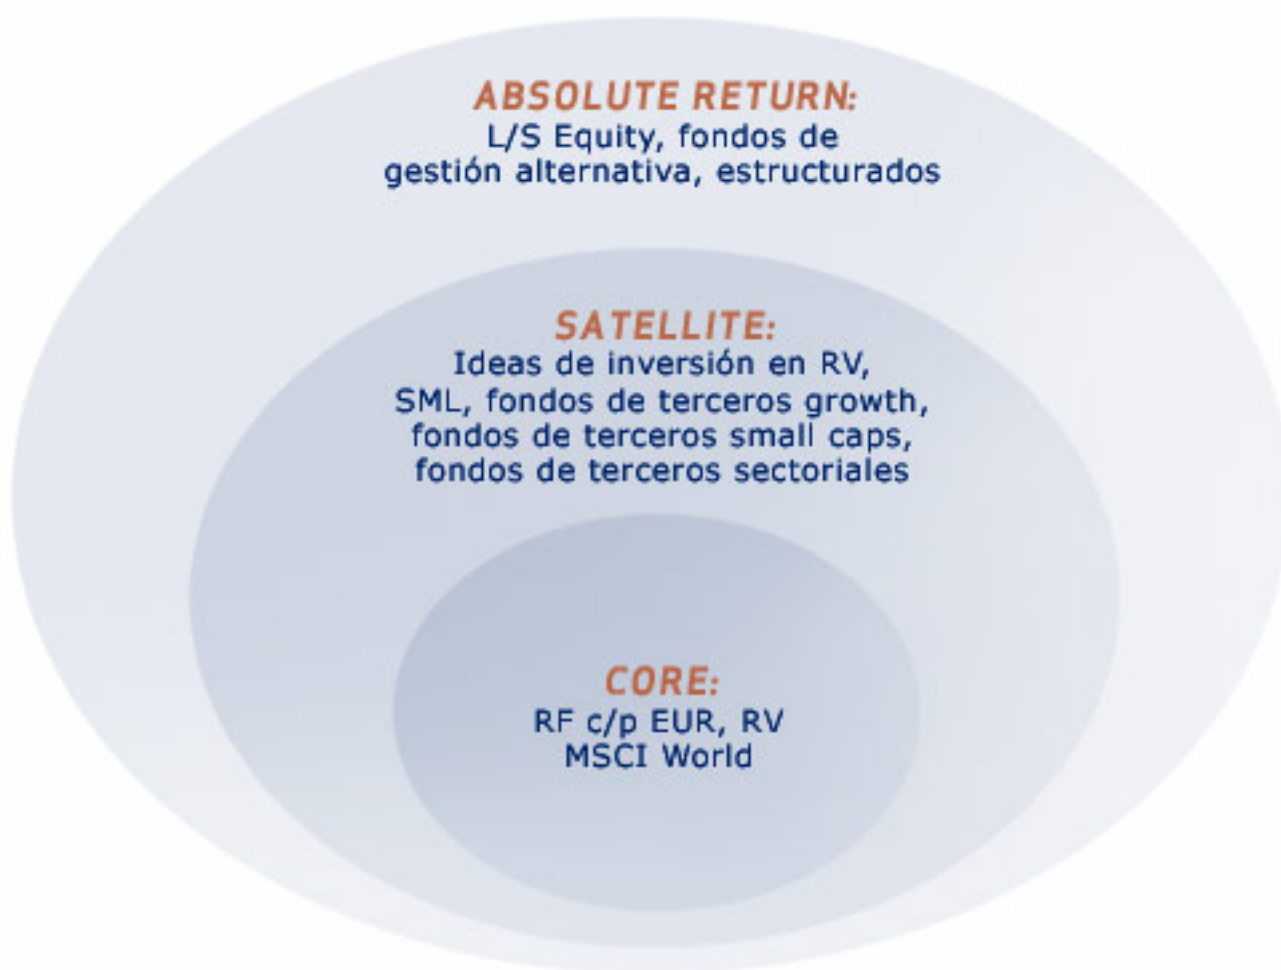 ABSOLUTE RETURN:
L/S Equity, fondos de
gestión alternativa, estructurados
SATELLITE:
Ideas de inversión en RV,
SML, fondos de terceros growth,
fondos de terceros small caps,
fondos de terceros sectoriales
CORE:
RF c/p EUR, RV
MSCI World